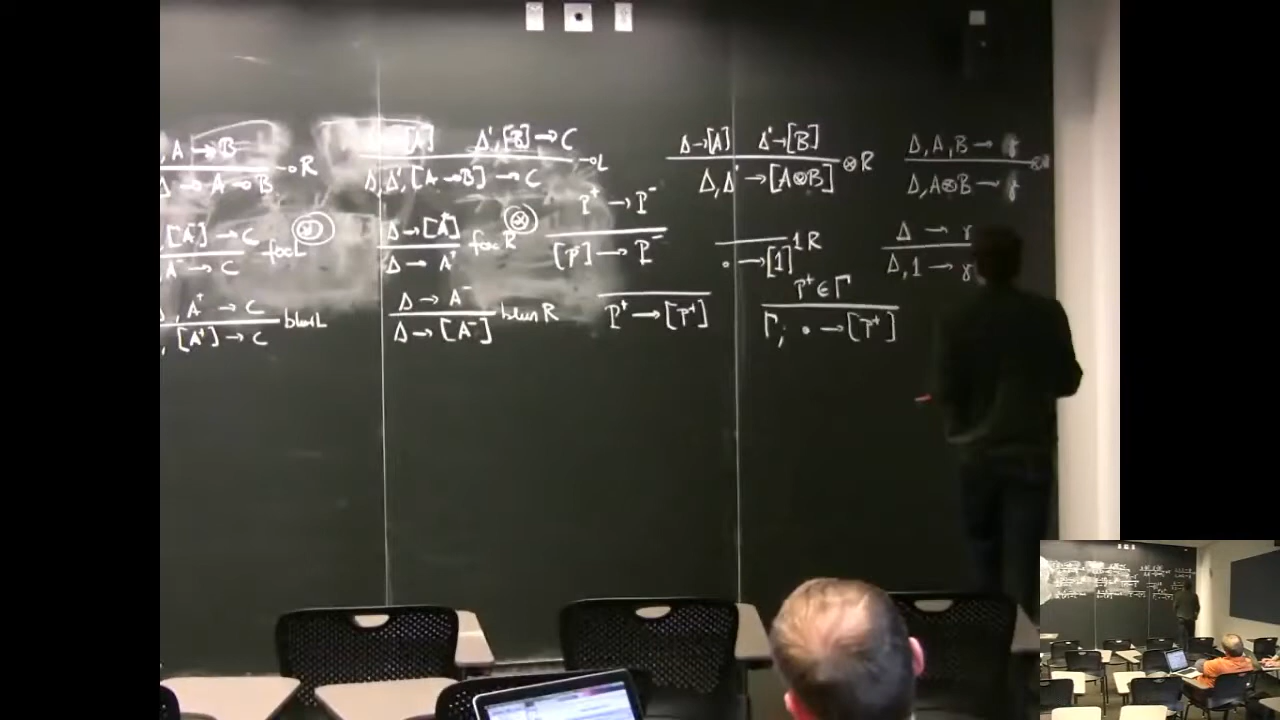 , A → B
Δ → A ⊸ B ⊸R
→ [A] Δ', [B] → C
Δ, Δ', [A ⊸ B] → C ⊸L
Δ → [A] Δ' → [B]
Δ, Δ' → [A ⊗ B] ⊗R
Δ, A, B → γ
Δ, A⊗B → γ
, [A⁻] → C
A⁻ → C focL
Δ → [A⁺]
Δ → A⁺ focR
P⁺ → P⁻
[P] → P⁻
· → [1] 1R
Δ → γ
Δ, 1 → γ
, A⁺ → C
, [A⁺] → C blurL
Δ → A⁻
Δ → [A⁻] blurR
P⁺ → [P⁺]
P⁺ ∈ Γ
Γ; · → [P⁺]